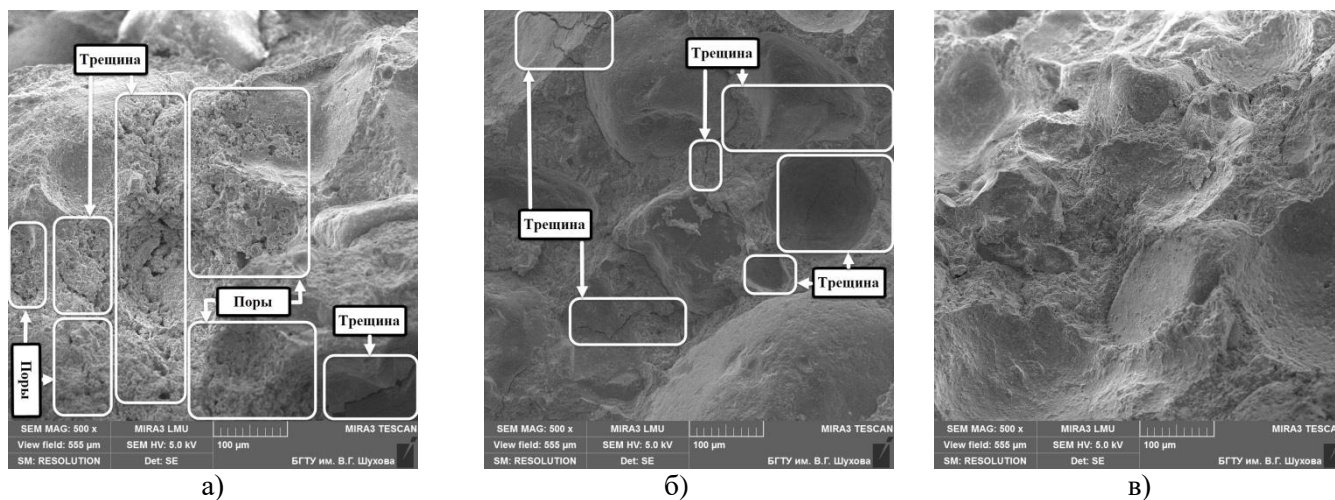 Трещина
Поры
Трещина
Поры
SEM MAG: 500 x MIRA3 LMU MIRA3 TESCAN
View field: 555 µm SEM HV: 5.0 kV 100 µm
SM: RESOLUTION Det: SE БГТУ им. В.Г. Шухова
а)
Трещина
Трещина
Трещина
SEM MAG: 500 x MIRA3 LMU MIRA3 TESCAN
View field: 555 µm SEM HV: 5.0 kV 100 µm
SM: RESOLUTION Det: SE БГТУ им. В.Г. Шухова
б)
SEM MAG: 500 x MIRA3 LMU MIRA3 TESCAN
View field: 555 µm SEM HV: 5.0 kV 100 µm
SM: RESOLUTION Det: SE БГТУ им. В.Г. Шухова
в)